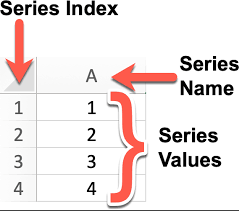 Series Index
A
Series
Name
1 1
2 2
3 3
4 4
Series
Values